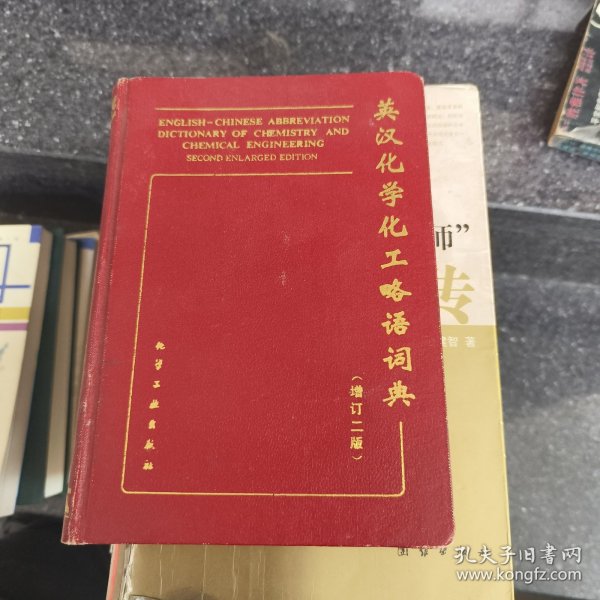 ENGLISH-CHINESE ABBREVIATION
DICTIONARY OF CHEMISTRY AND
CHEMICAL ENGINEERING
SECOND ENLARGED EDITION
英汉化学化工略语词典
(增订二版)
化学工业出版社
师”
传
智 著
孔夫子旧书网
www.kongfz.com